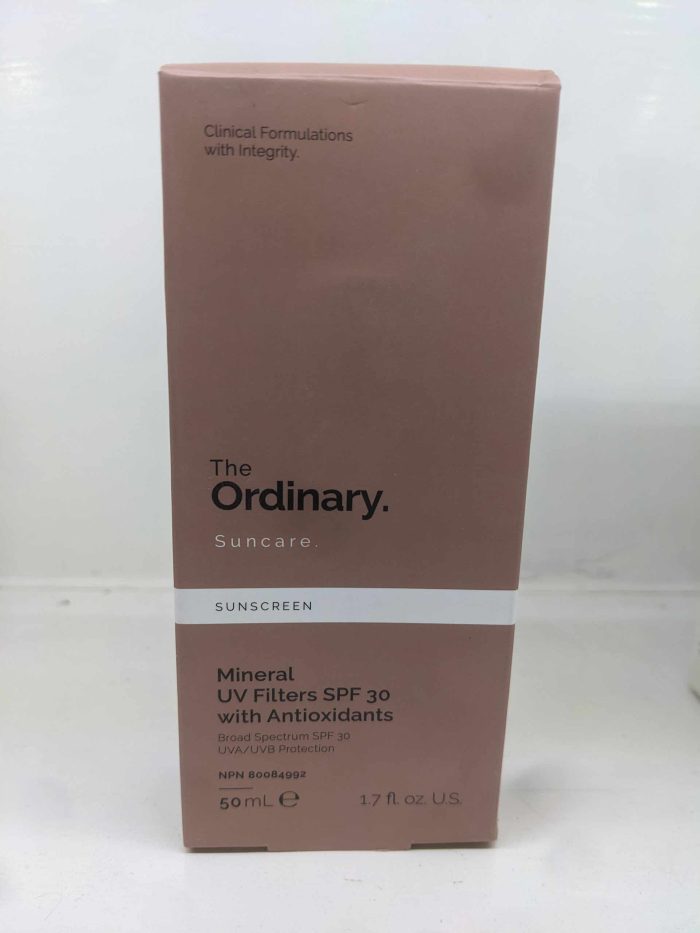 Clinical Formulations
with Integrity.
The
Ordinary.
Suncare.
SUNSCREEN
Mineral
UV Filters SPF 30
with Antioxidants
Broad Spectrum SPF 30
UVA/UVB Protection
NPN 80084992
50 mL ℮ 1.7 fl. oz. U.S.